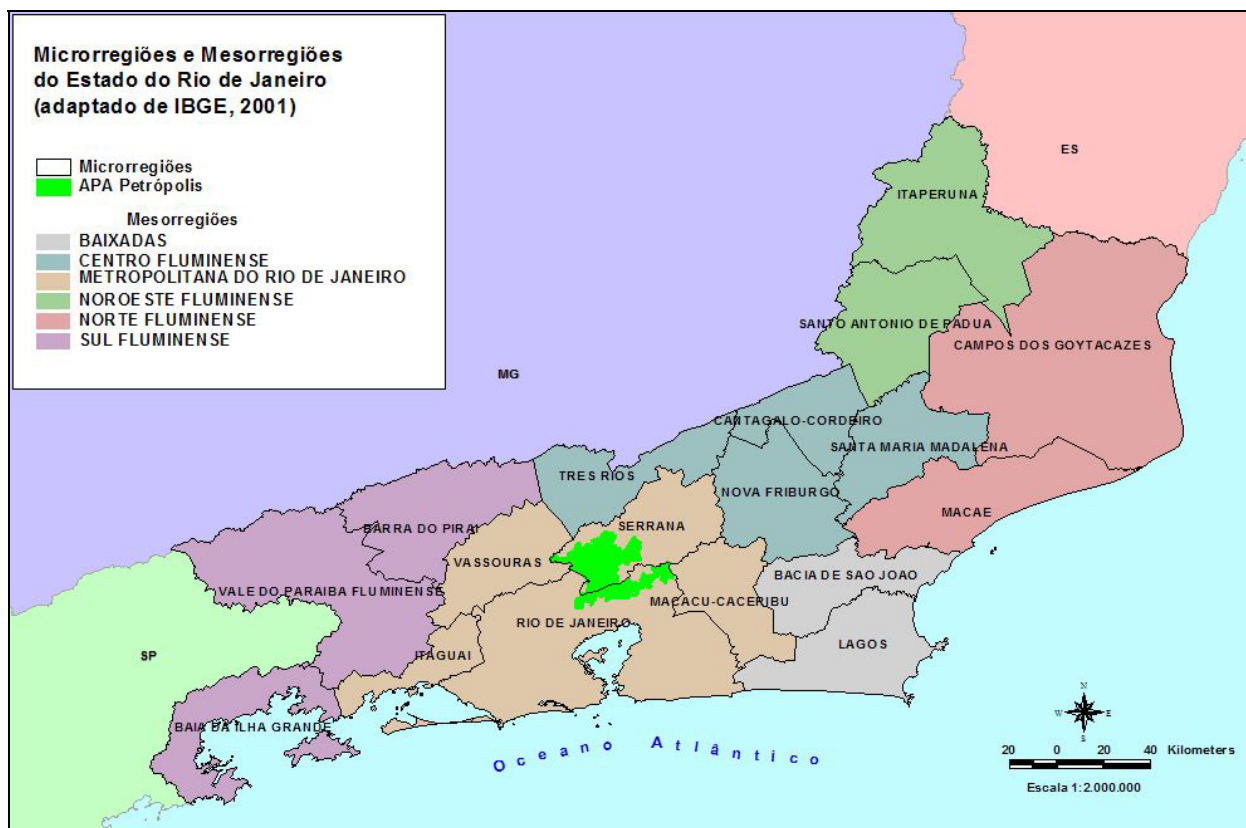 Microrregiões e Mesorregiões
do Estado do Rio de Janeiro
(adaptado de IBGE, 2001)
Microrregiões
APA Petrópolis
Mesorregiões
BAIXADAS
CENTRO FLUMINENSE
METROPOLITANA DO RIO DE JANEIRO
NOROESTE FLUMINENSE
NORTE FLUMINENSE
SUL FLUMINENSE
ES
ITAPERUNA
SANTO ANTONIO DE PADUA
CAMPOS DOS GOYTACAZES
MG
CANTAGALO-CORDEIRO
SANTA MARIA MADALENA
TRES RIOS
NOVA FRIBURGO
MACAE
SERRANA
BARRA DO PIRAI
VASSOURAS
BACIA DE SAO JOAO
VALE DO PARAIBA FLUMINENSE
MACACU-CACERIBU
RIO DE JANEIRO
LAGOS
ITAGUAI
SP
BAIA DA ILHA GRANDE
Oceano Atlântico
N
W E
S
20 0 20 40 Kilometers
Escala 1:2.000.000